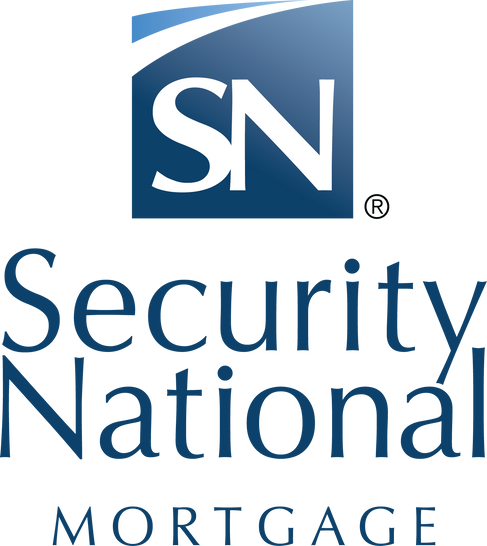 SN
®
Security
National
MORTGAGE